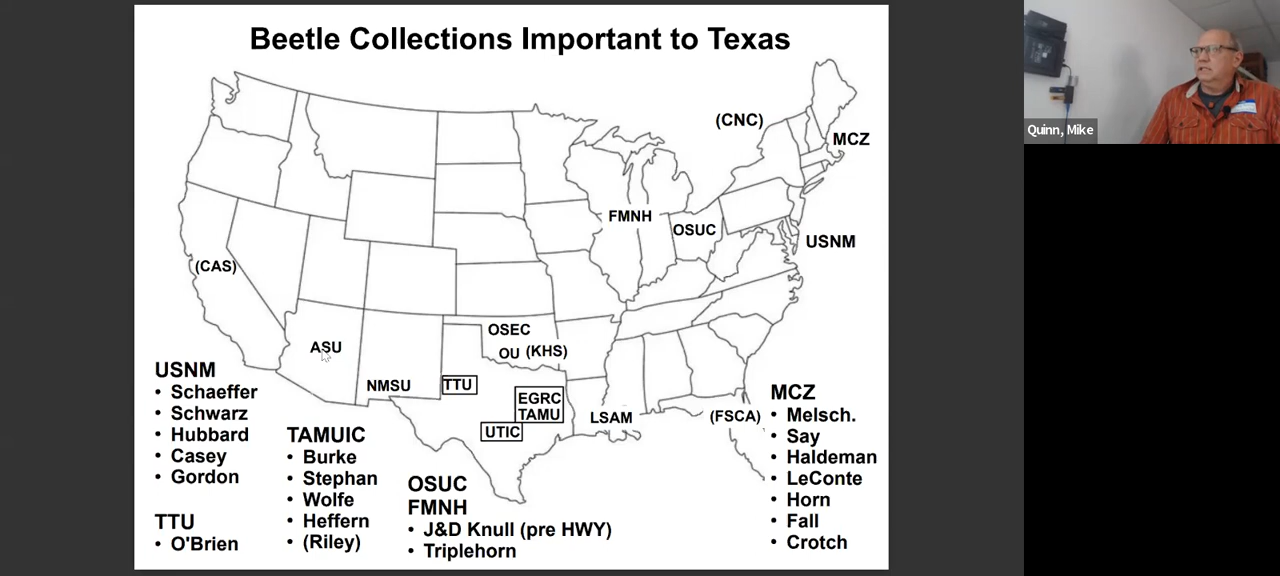 Beetle Collections Important to Texas
(CNC)
MCZ
FMNH
OSUC
USNM
(CAS)
OSEC
ASU
OU (KHS)
NMSU
TTU
EGRC
TAMU
UTIC
LSAM
(FSCA)
USNM
• Schaeffer
• Schwarz
• Hubbard
• Casey
• Gordon
TTU
• O'Brien
TAMUIC
• Burke
• Stephan
• Wolfe
• Heffern
• (Riley)
OSUC
FMNH
• J&D Knull (pre HWY)
• Triplehorn
MCZ
• Melsch.
• Say
• Haldeman
• LeConte
• Horn
• Fall
• Crotch
Quinn, Mike